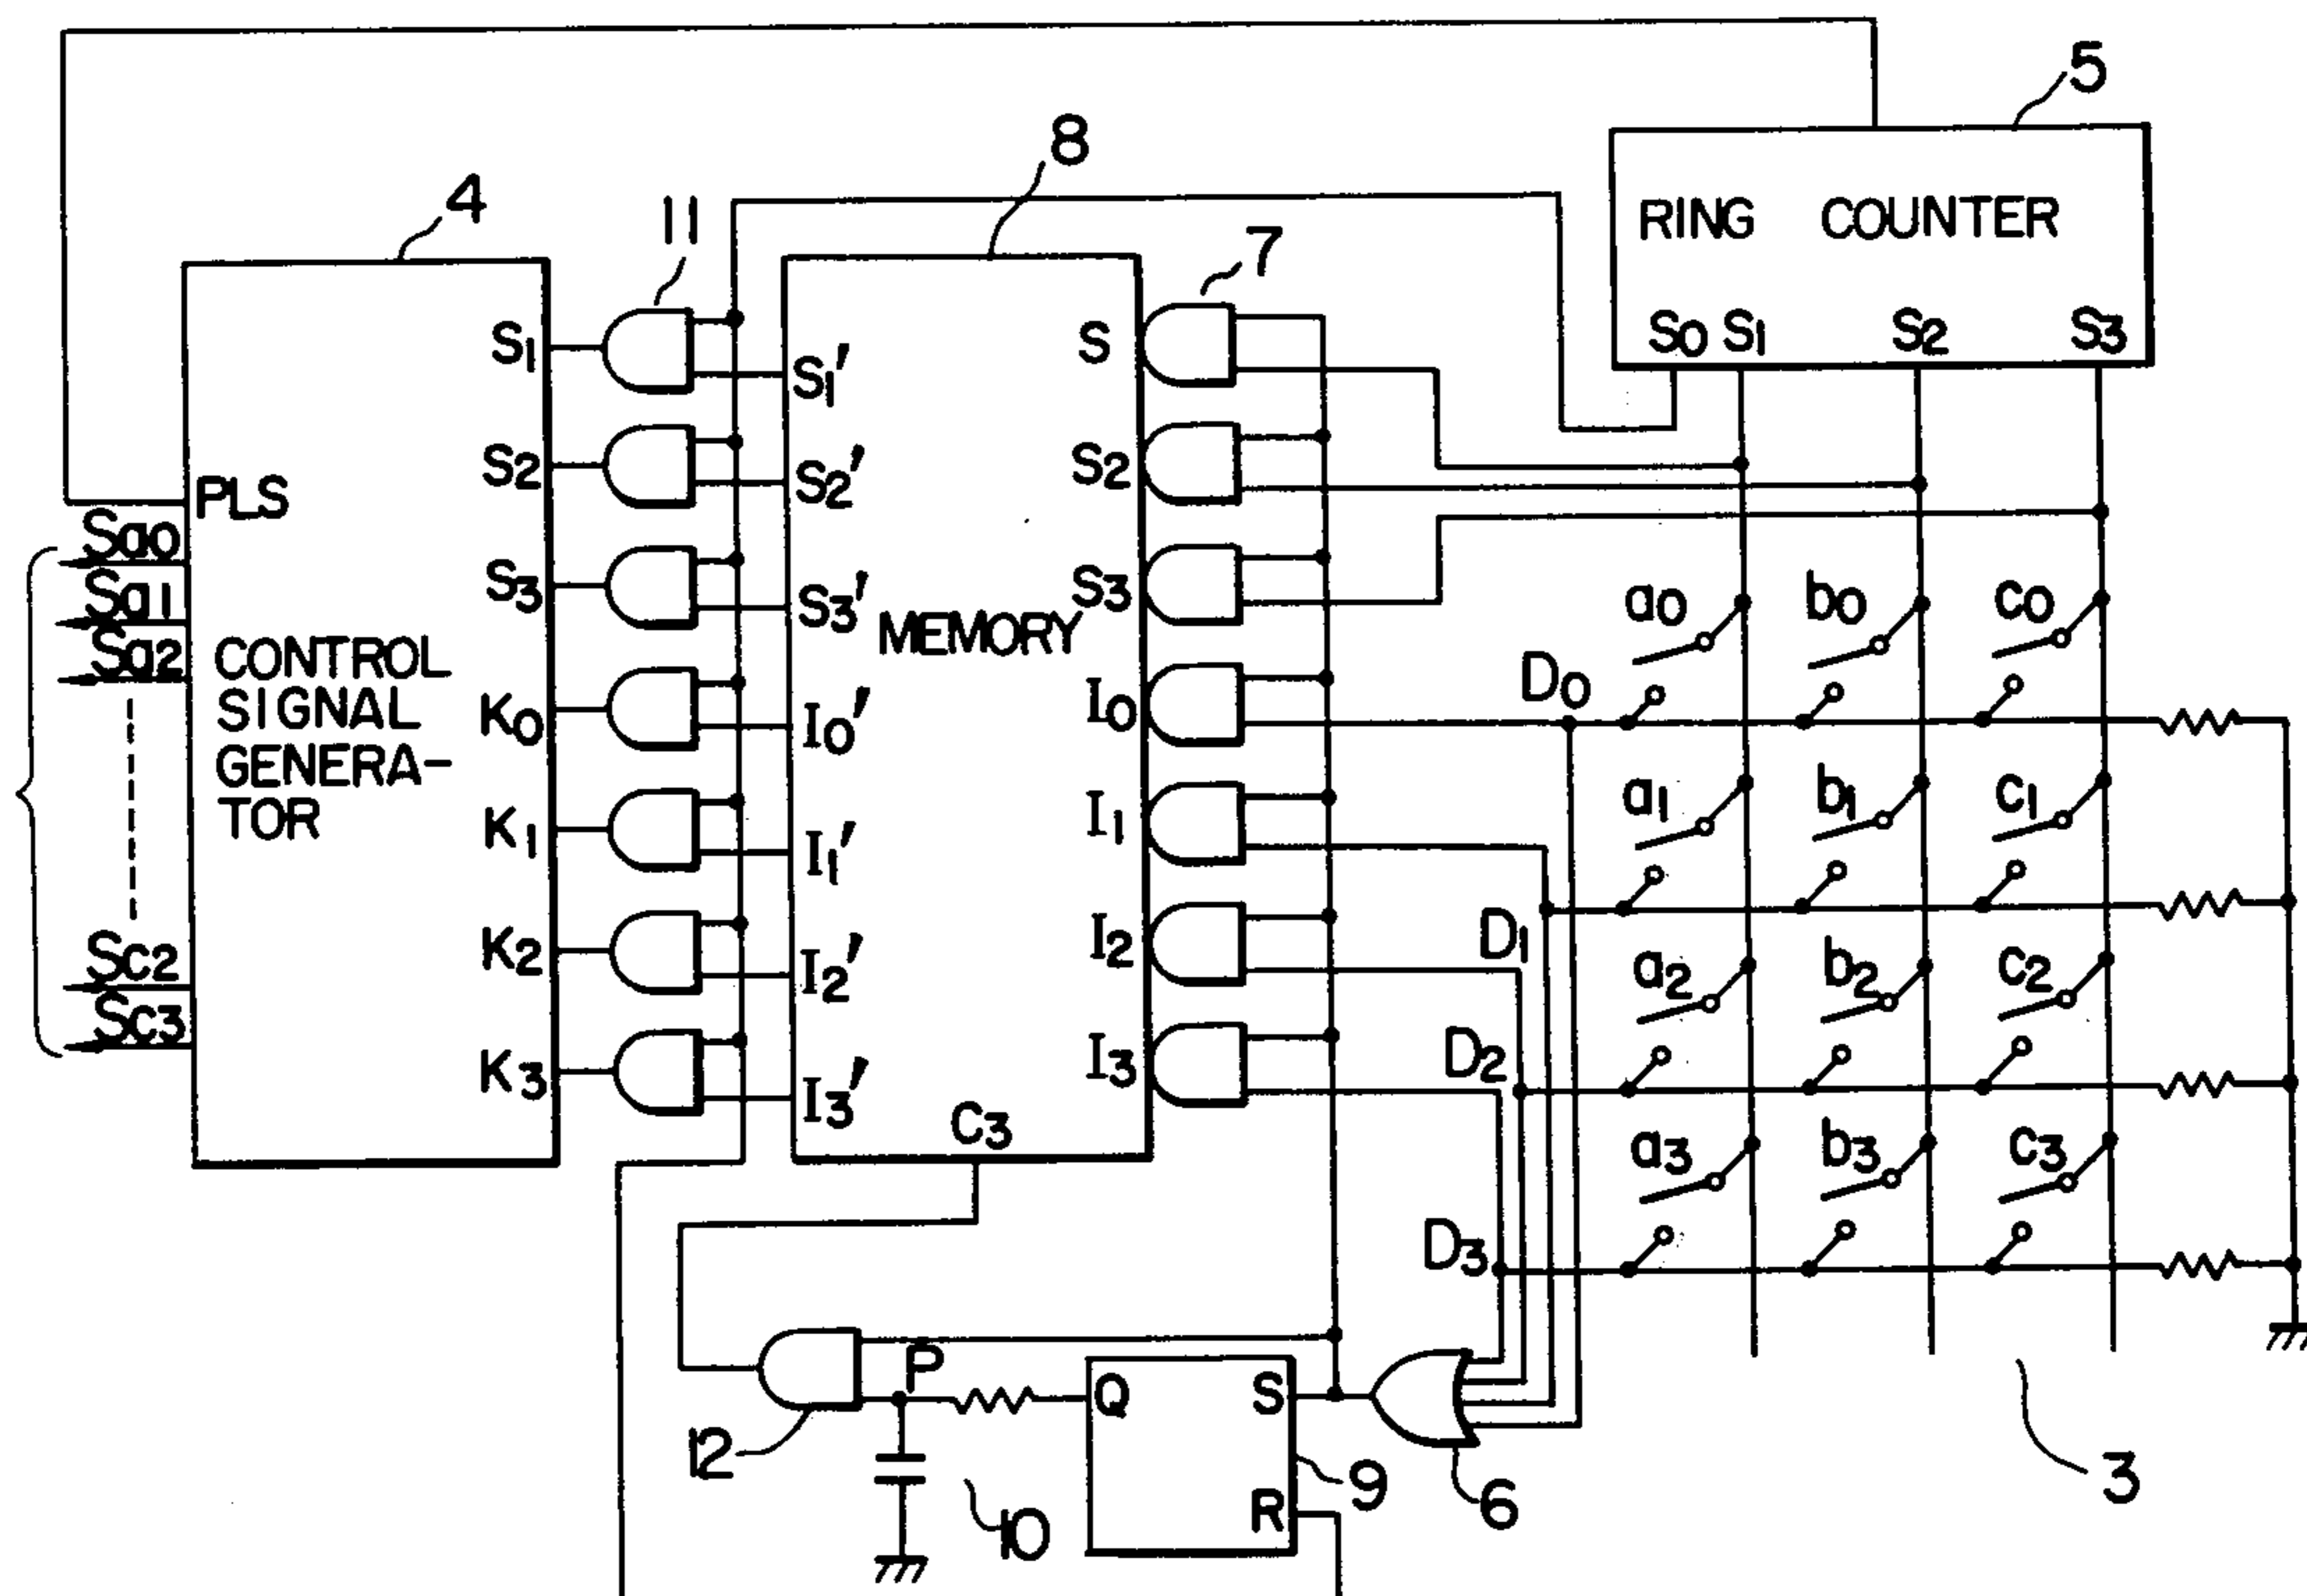 5
8
4
11
7
RING COUNTER
S0 S1 S2 S3
S1
S2
S3
K0
K1
K2
K3
PLS
Sa0
Sa1
Sa2
CONTROL
SIGNAL
GENERA-
TOR
Sc2
Sc3
S1'
S2'
S3'
I0'
I1'
I2'
I3'
MEMORY
C3
S
S2
S3
I0
I1
I2
I3
D0
D1
D2
D3
a0 b0 c0
a1 b1 c1
a2 b2 c2
a3 b3 c3
P
Q S
R
12
10
9
6
3